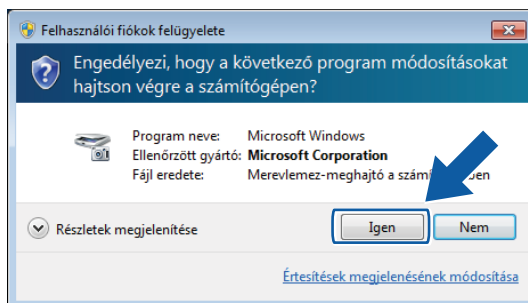 Felhasználói fiókok felügyelete
Engedélyezi, hogy a következő program módosításokat
hajtson végre a számítógépen?
Program neve: Microsoft Windows
Ellenőrzött gyártó: Microsoft Corporation
Fájl eredete: Merevlemez-meghajtó a
Részletek megjelenítése
Igen
Nem
Értesítések megjelenésének módosítása